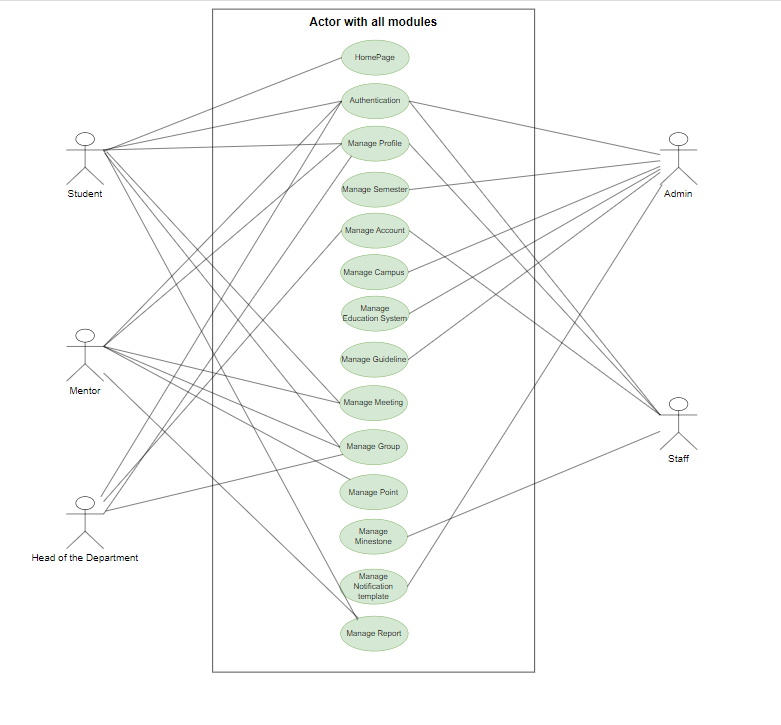 Actor with all modules
HomePage
Authentication
Manage Profile
Student
Manage Semester
Admin
Manage Account
Manage Campus
Manage
Education System
Manage Guideline
Mentor
Manage Meeting
Manage Group
Staff
Manage Point
Manage
Minestone
Head of the Department
Manage
Notification
template
Manage Report